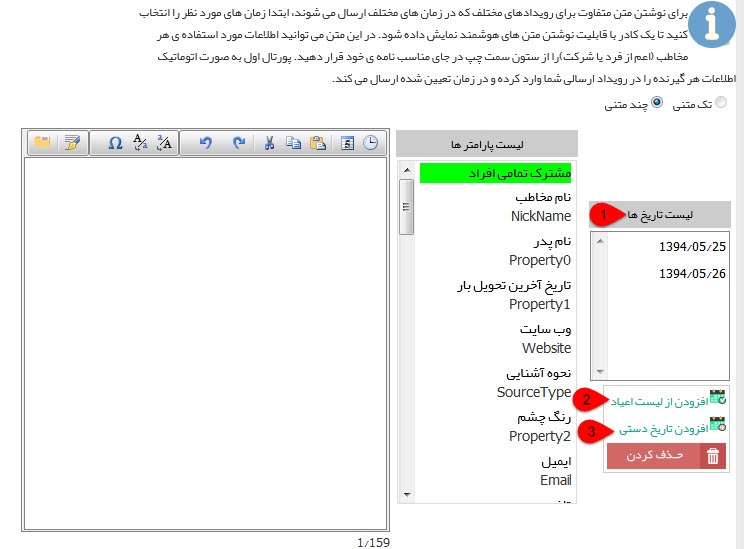 برای نوشتن متن متفاوت برای رویدادهای مختلف که در زمان های مختلف ارسال می شوند، ابتدا زمان های مورد نظر را انتخاب
کنید تا یک کادر با قابلیت نوشتن متن های هوشمند نمایش داده شود. در این متن می توانید اطلاعات مورد استفاده ی هر
مخاطب (اعم از فرد یا شرکت)را از ستون سمت چپ در جای مناسب نامه ی خود قرار دهید. پورتال اول به صورت اتوماتیک
اطلاعات هر گیرنده را در رویداد ارسالی شما وارد کرده و در زمان تعیین شده ارسال می کند.
تک متنی چند متنی
لیست تاریخ ها
1
1394/05/25
1394/05/26
افزودن از لیست اعیاد
2
افزودن تاریخ دستی
3
حذف کردن
لیست پارامتر ها
مشترک تمامی افراد
نام مخاطب
NickName
نام پدر
Property0
تاریخ آخرین تحویل بار
Property1
وب سایت
Website
نحوه آشنایی
SourceType
رنگ چشم
Property2
ایمیل
Email
1/159